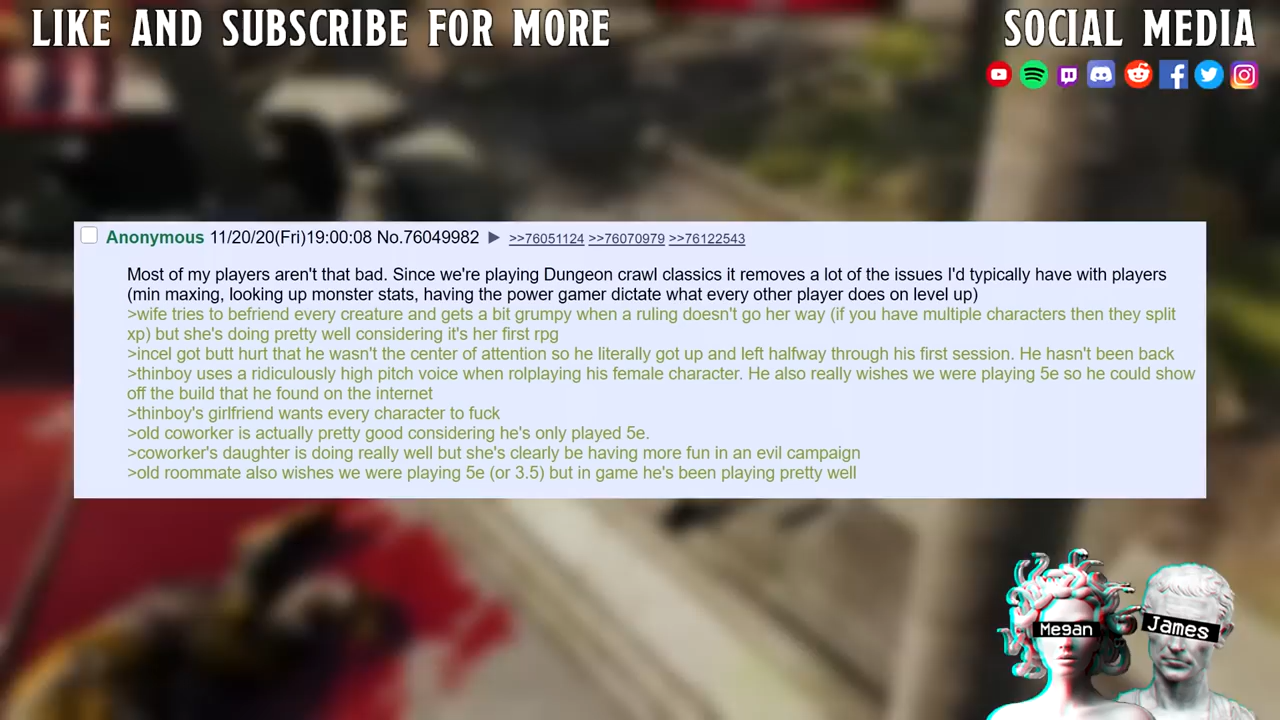 LIKE AND SUBSCRIBE FOR MORE
SOCIAL MEDIA
Anonymous 11/20/20(Fri)19:00:08 No.76049982 ▶ >>76051124 >>76070979 >>76122543
Most of my players aren't that bad. Since we're playing Dungeon crawl classics it removes a lot of the issues I'd typically have with players
(min maxing, looking up monster stats, having the power gamer dictate what every other player does on level up)
>wife tries to befriend every creature and gets a bit grumpy when a ruling doesn't go her way (if you have multiple characters then they split
xp) but she's doing pretty well considering it's her first rpg
>incel got butt hurt that he wasn't the center of attention so he literally got up and left halfway through his first session. He hasn't been back
>thinboy uses a ridiculously high pitch voice when rolplaying his female character. He also really wishes we were playing 5e so he could show
off the build that he found on the internet
>thinboy's girlfriend wants every character to fuck
>old coworker is actually pretty good considering he's only played 5e.
>coworker's daughter is doing really well but she's clearly be having more fun in an evil campaign
>old roommate also wishes we were playing 5e (or 3.5) but in game he's been playing pretty well
Megan
James